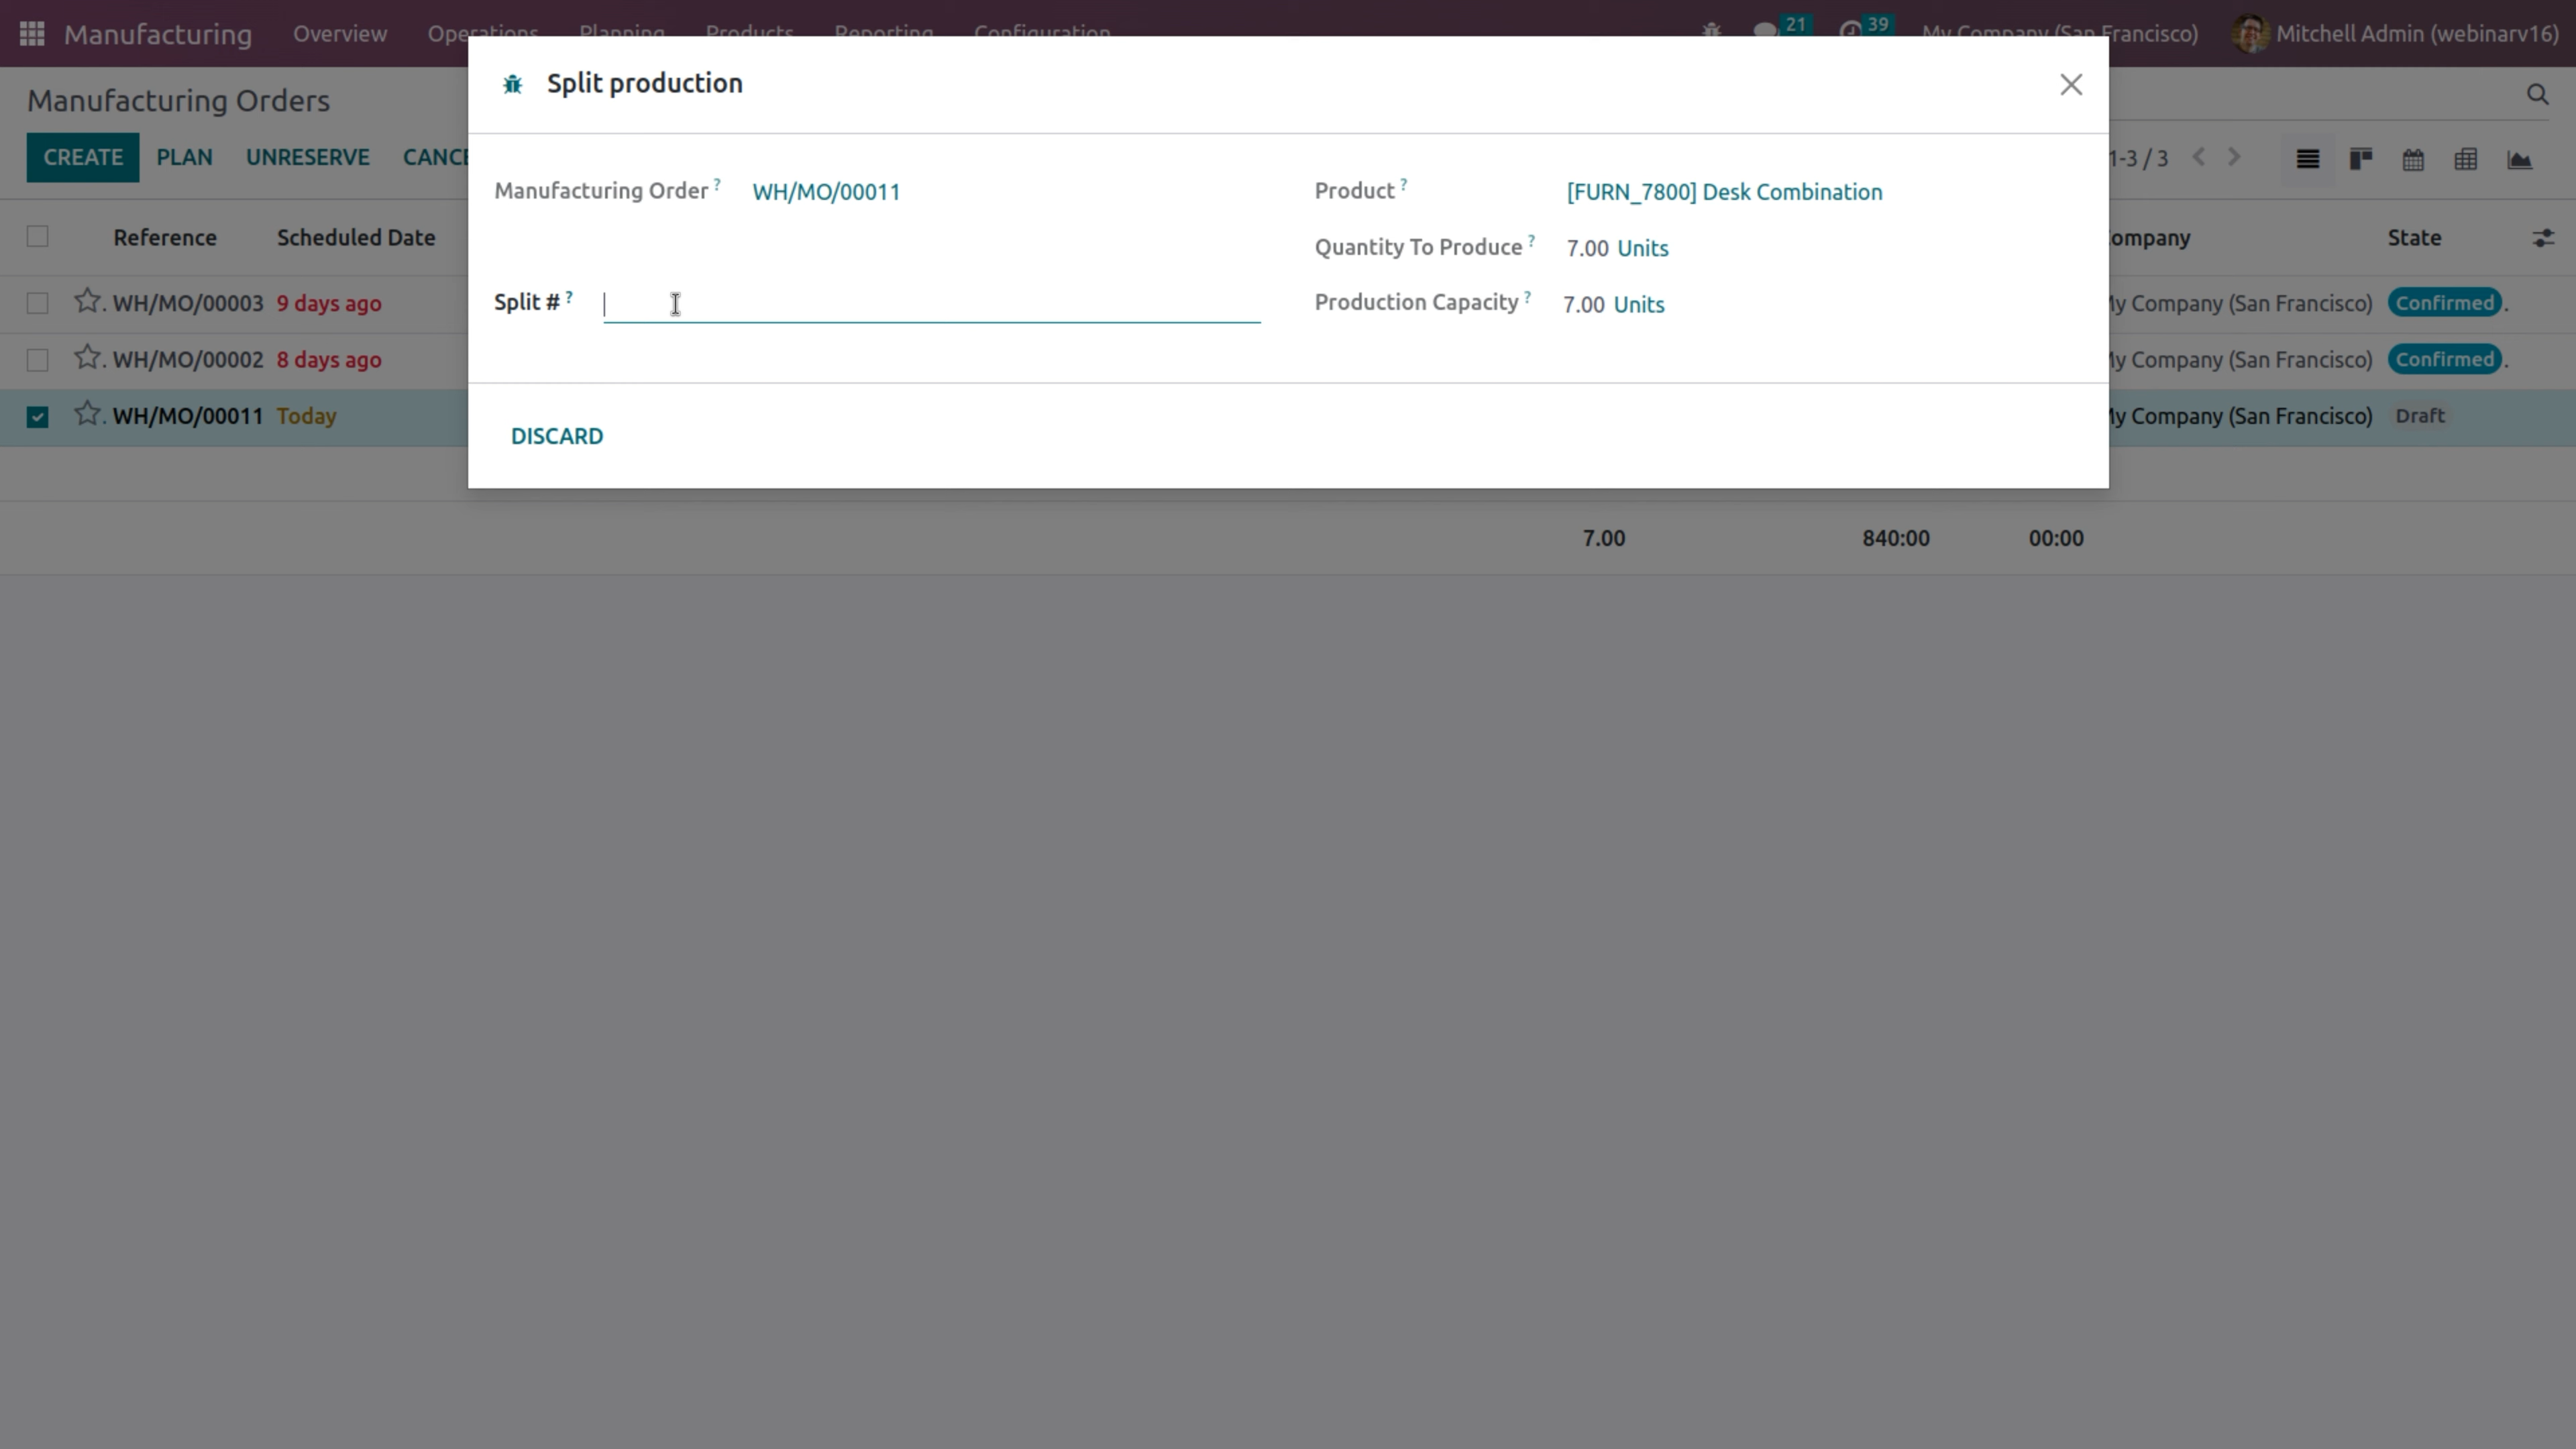 Manufacturing Overview Operations Planning Products Reporting Configuration 21 39 My Company (San Francisco) Mitchell Admin (webinarv16)
Split production
Manufacturing Orders
CREATE PLAN UNRESERVE CANCE 1-3 / 3
Manufacturing Order ? WH/MO/00011 Product ? [FURN_7800] Desk Combination
Quantity To Produce ? 7.00 Units
Reference Scheduled Date ompany State
Split # ? Production Capacity ? 7.00 Units
WH/MO/00003 9 days ago My Company (San Francisco) Confirmed
WH/MO/00002 8 days ago My Company (San Francisco) Confirmed
WH/MO/00011 Today My Company (San Francisco) Draft
DISCARD
7.00 840:00 00:00